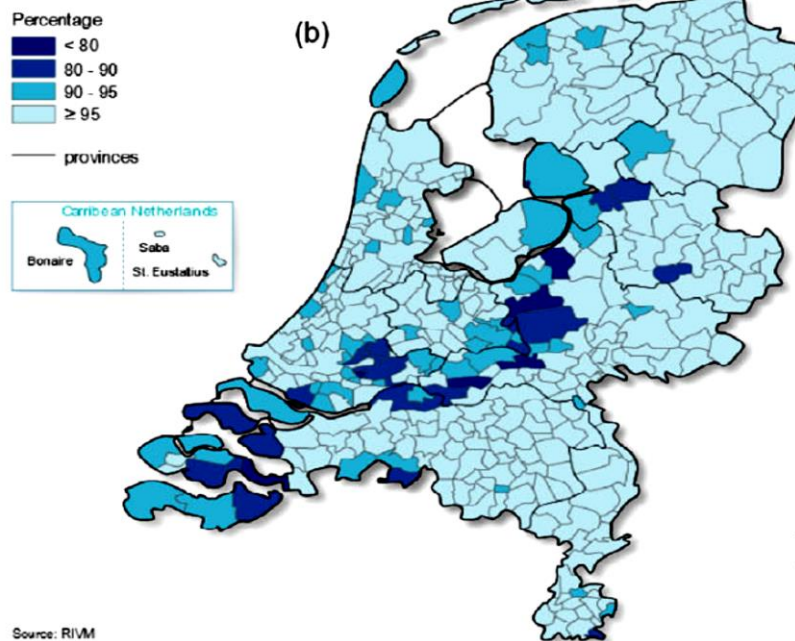 Percentage
(b)
< 80
80 - 90
90 - 95
≥ 95
provinces
Carribean Netherlands
Bonaire
Saba
St. Eustatius
Source: RIVM